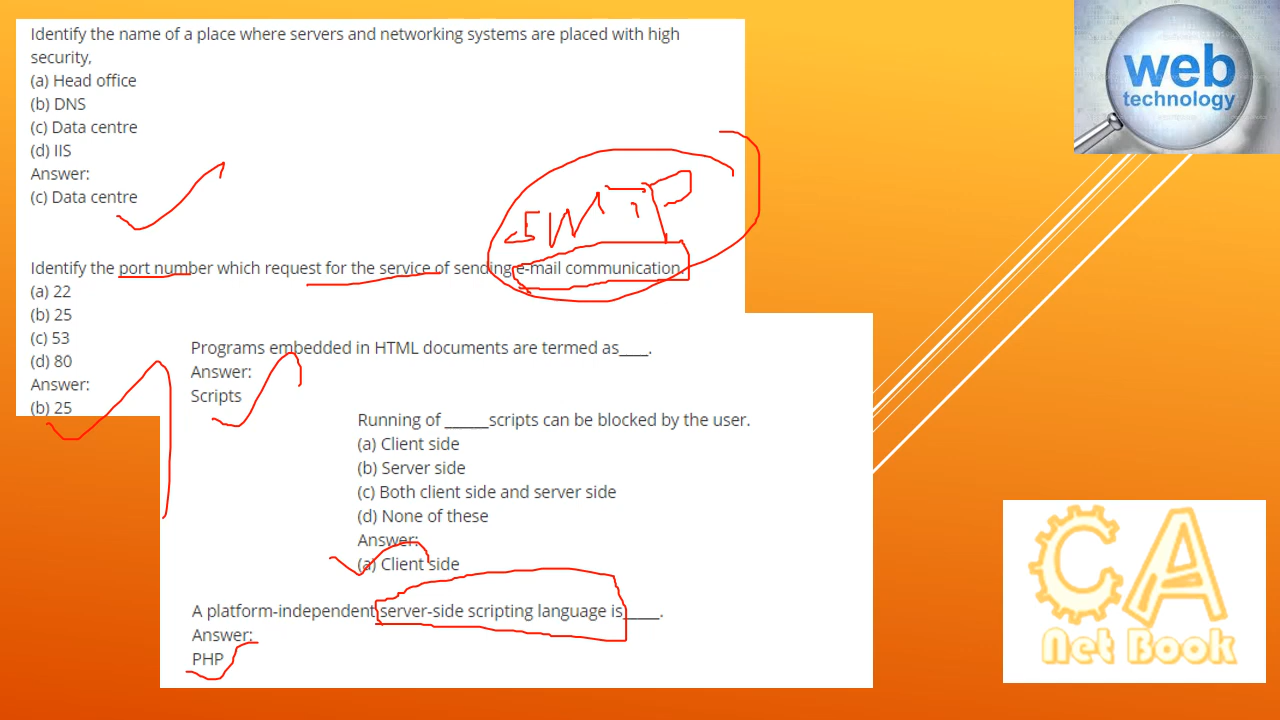 Identify the name of a place where servers and networking systems are placed with high
security,
(a) Head office
(b) DNS
(c) Data centre
(d) IIS
Answer:
(c) Data centre
SMTP
Identify the port number which request for the service of sending e-mail communication.
(a) 22
(b) 25
(c) 53
(d) 80
Answer:
(b) 25
Programs embedded in HTML documents are termed as____.
Answer:
Scripts
Running of ______scripts can be blocked by the user.
(a) Client side
(b) Server side
(c) Both client side and server side
(d) None of these
Answer:
(a) Client side
A platform-independent server-side scripting language is_____.
Answer:
PHP
web
technology
CA
Net Book